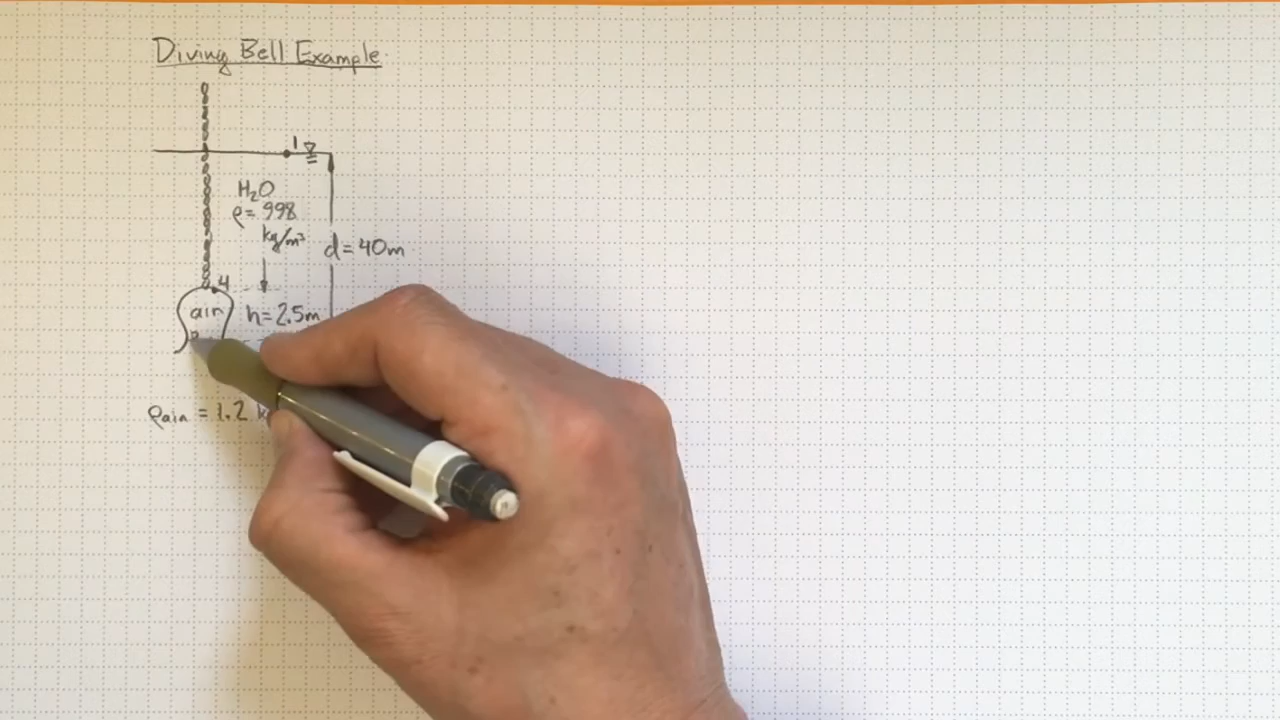 Diving Bell Example
1
H₂O
ρ = 998
kg/m³
d = 40m
4
air
h = 2.5m
ρair = 1.2 k